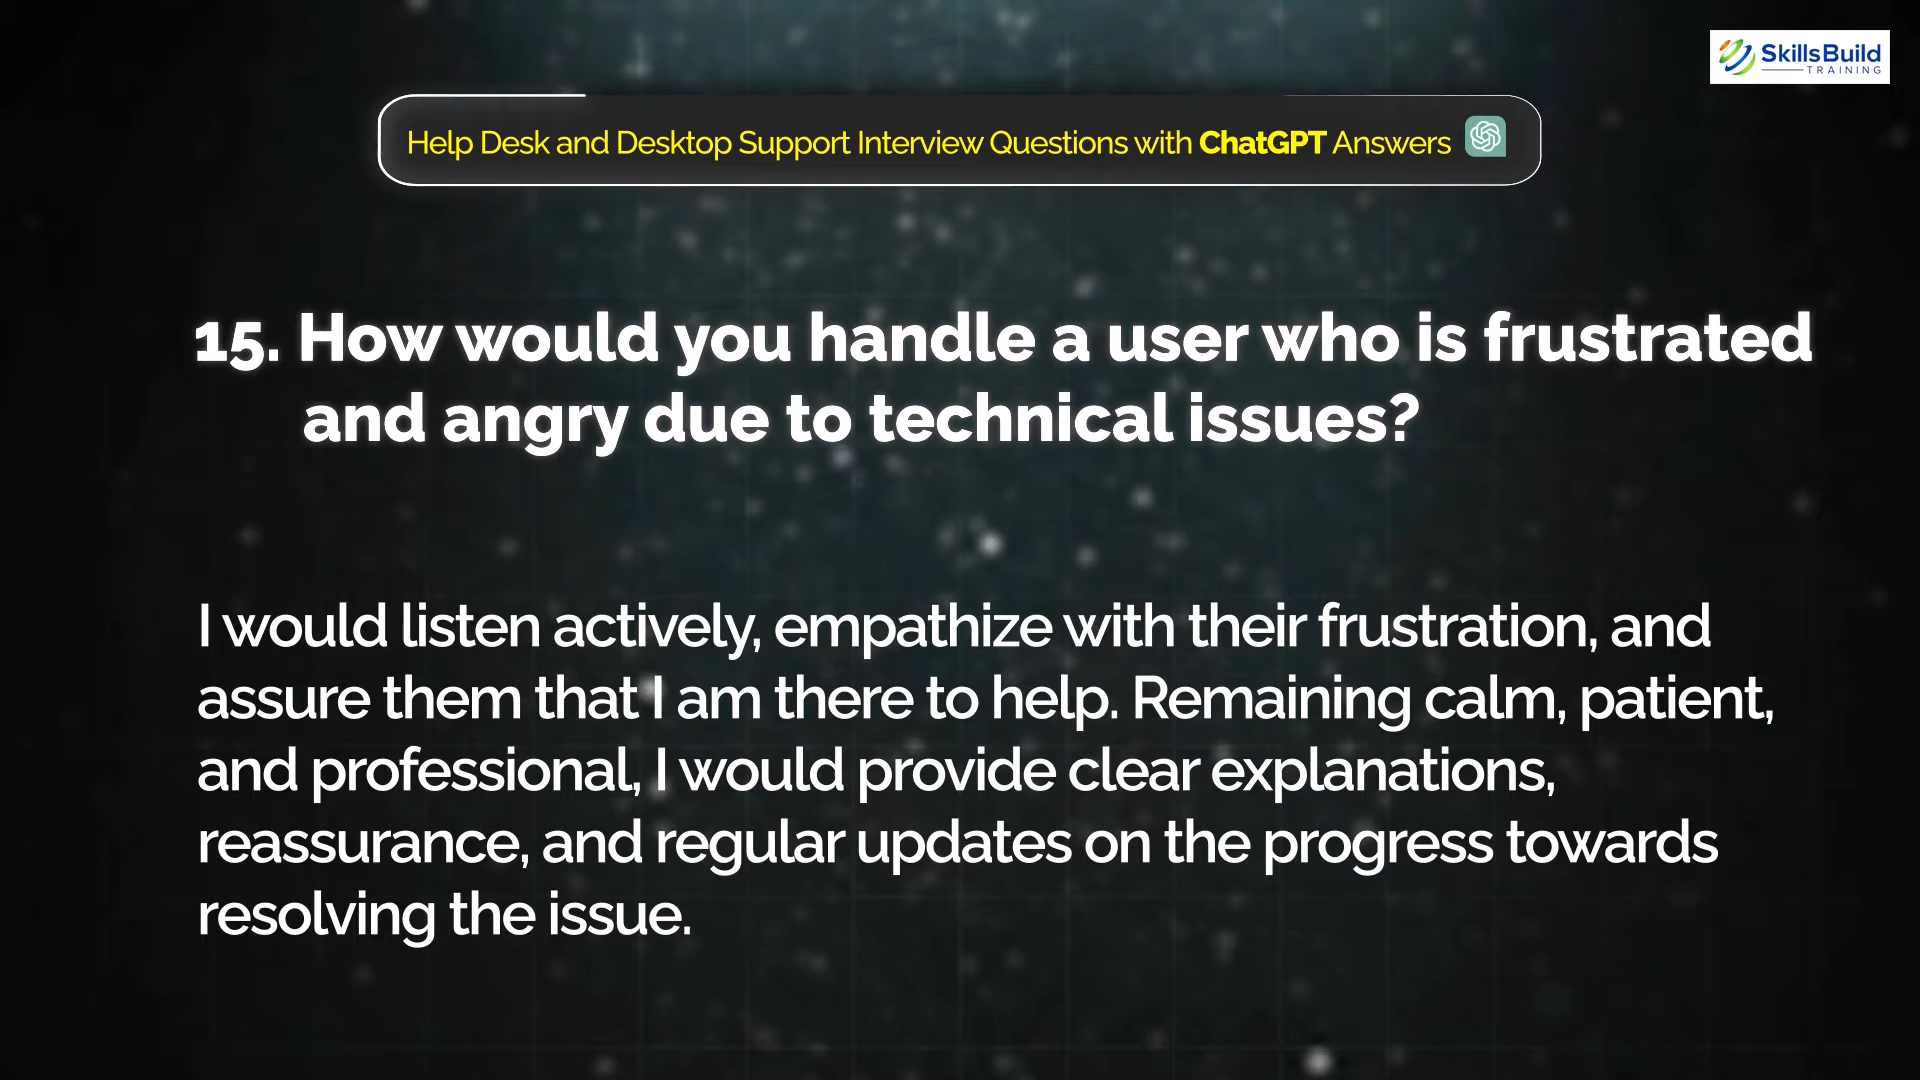 SkillsBuild
TRAINING
Help Desk and Desktop Support Interview Questions with ChatGPT Answers
15. How would you handle a user who is frustrated
and angry due to technical issues?
I would listen actively, empathize with their frustration, and
assure them that I am there to help. Remaining calm, patient,
and professional, I would provide clear explanations,
reassurance, and regular updates on the progress towards
resolving the issue.